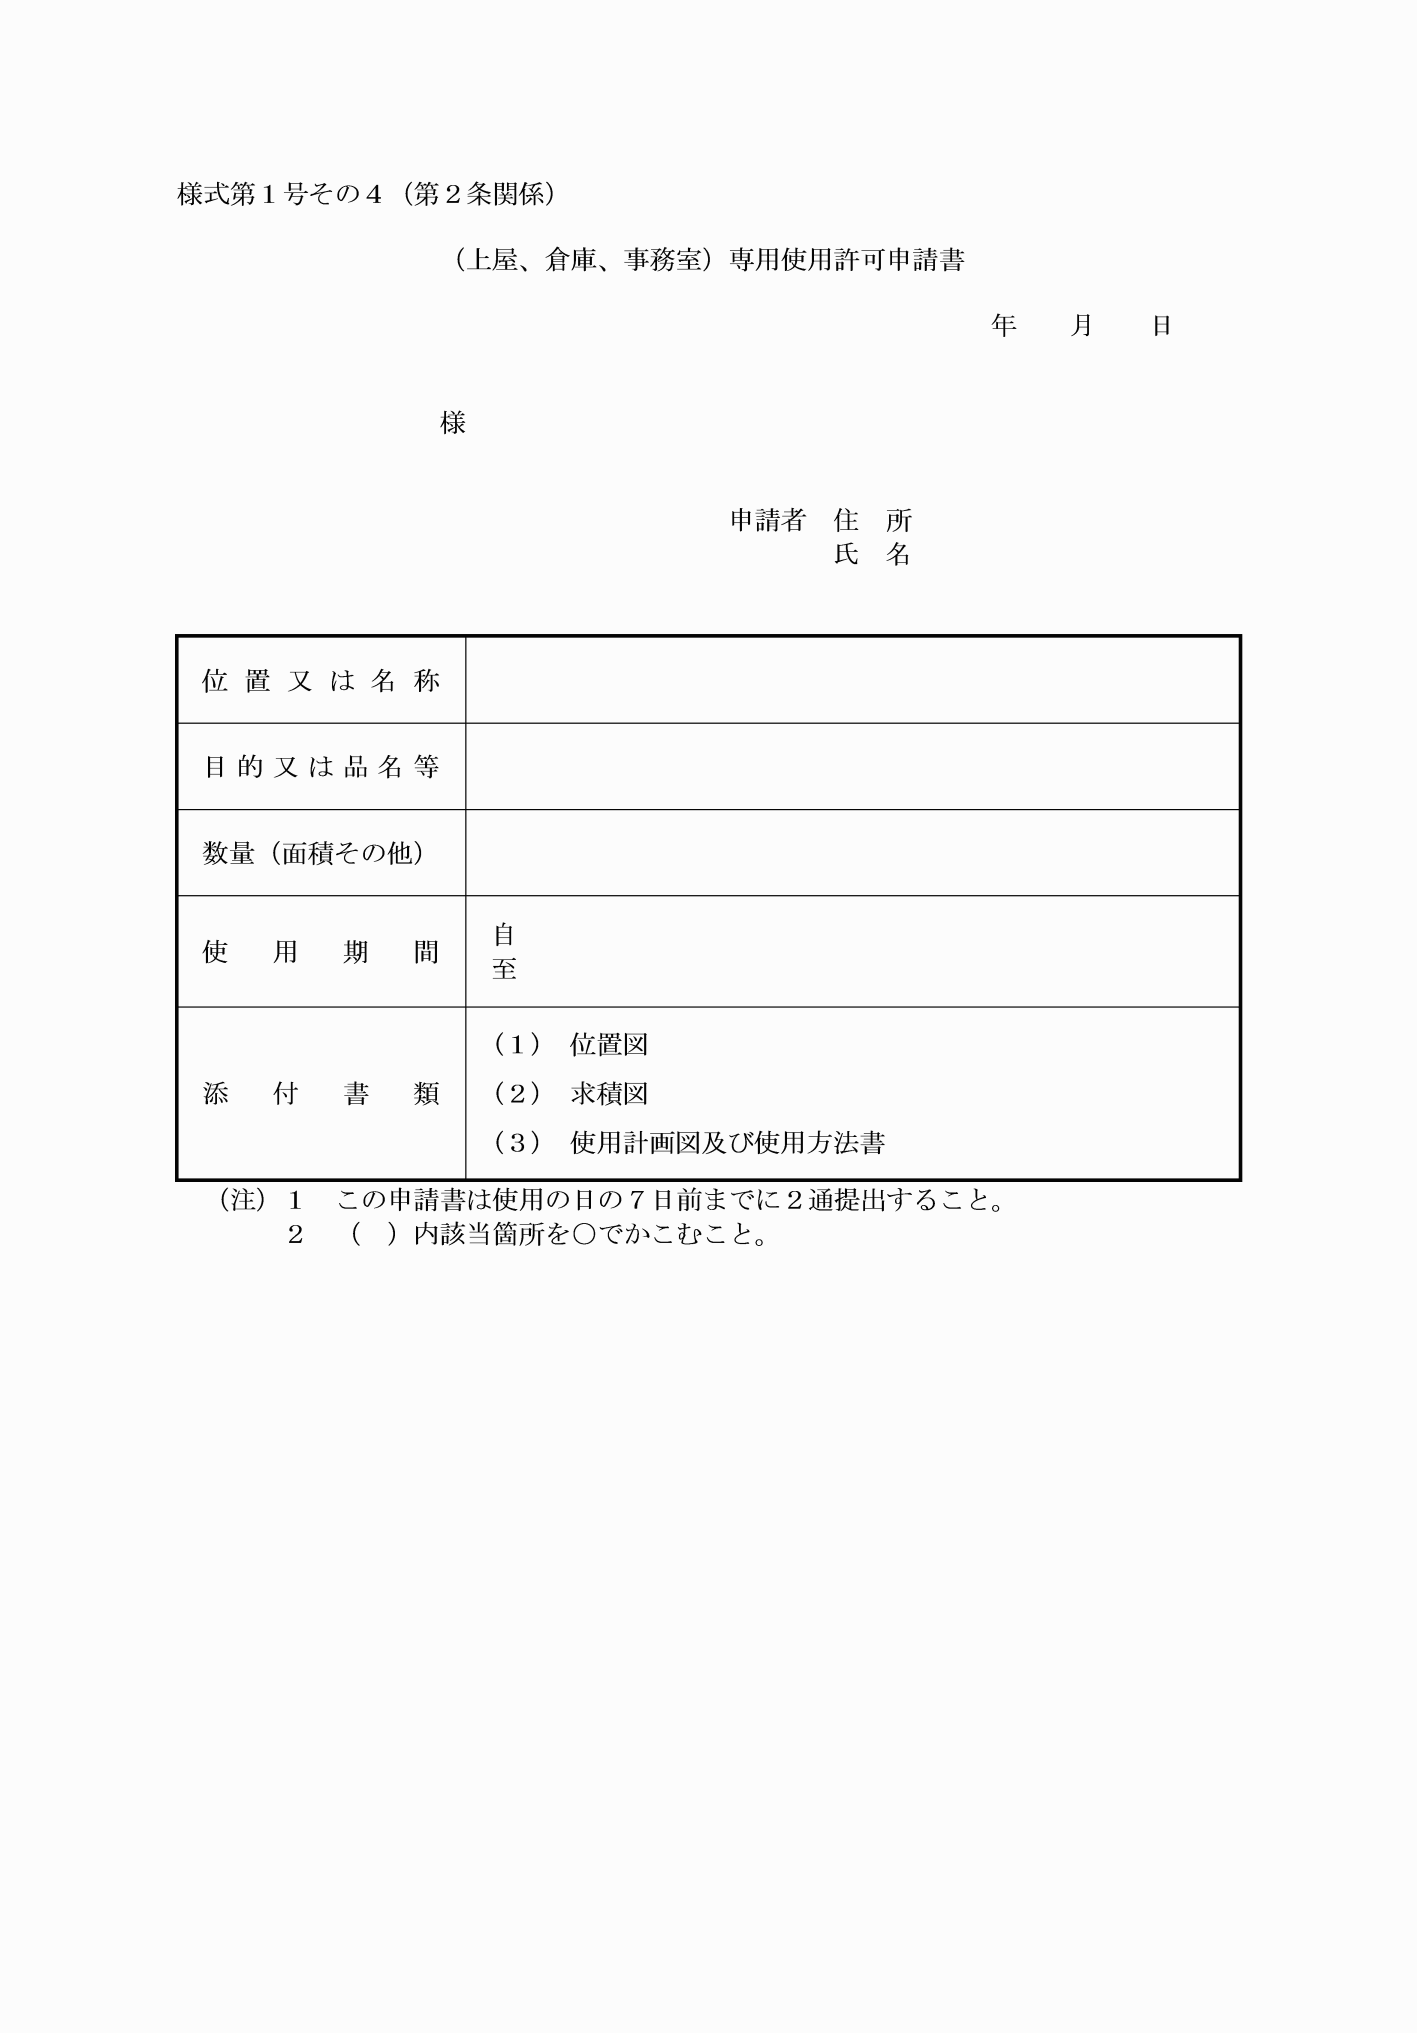 様式第１号その４（第２条関係）
（上屋、倉庫、事務室）専用使用許可申請書
年　　月　　日
様
申請者　住　所
氏　名
位置又は名称
目的又は品名等
数量（面積その他）
使用期間
自
至
添付書類
（１）　位置図
（２）　求積図
（３）　使用計画図及び使用方法書
（注）１　この申請書は使用の日の７日前までに２通提出すること。
２　（　）内該当箇所を○でかこむこと。